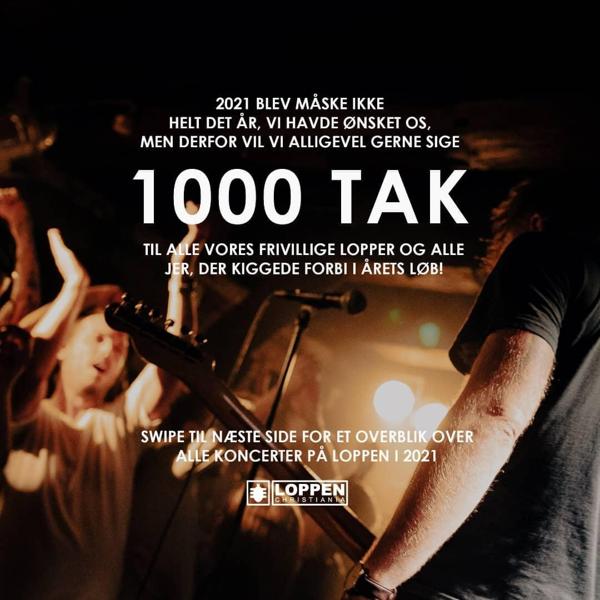 2021 BLEV MÅSKE IKKE
HELT DET ÅR, VI HAVDE ØNSKET OS,
MEN DERFOR VIL VI ALLIGEVEL GERNE SIGE
1000 TAK
TIL ALLE VORES FRIVILLIGE LOPPER OG ALLE
JER, DER KIGGEDE FORBI I ÅRETS LØB!
SWIPE TIL NÆSTE SIDE FOR ET OVERBLIK OVER
ALLE KONCERTER PÅ LOPPEN I 2021
LOPPEN
CHRISTIANIA